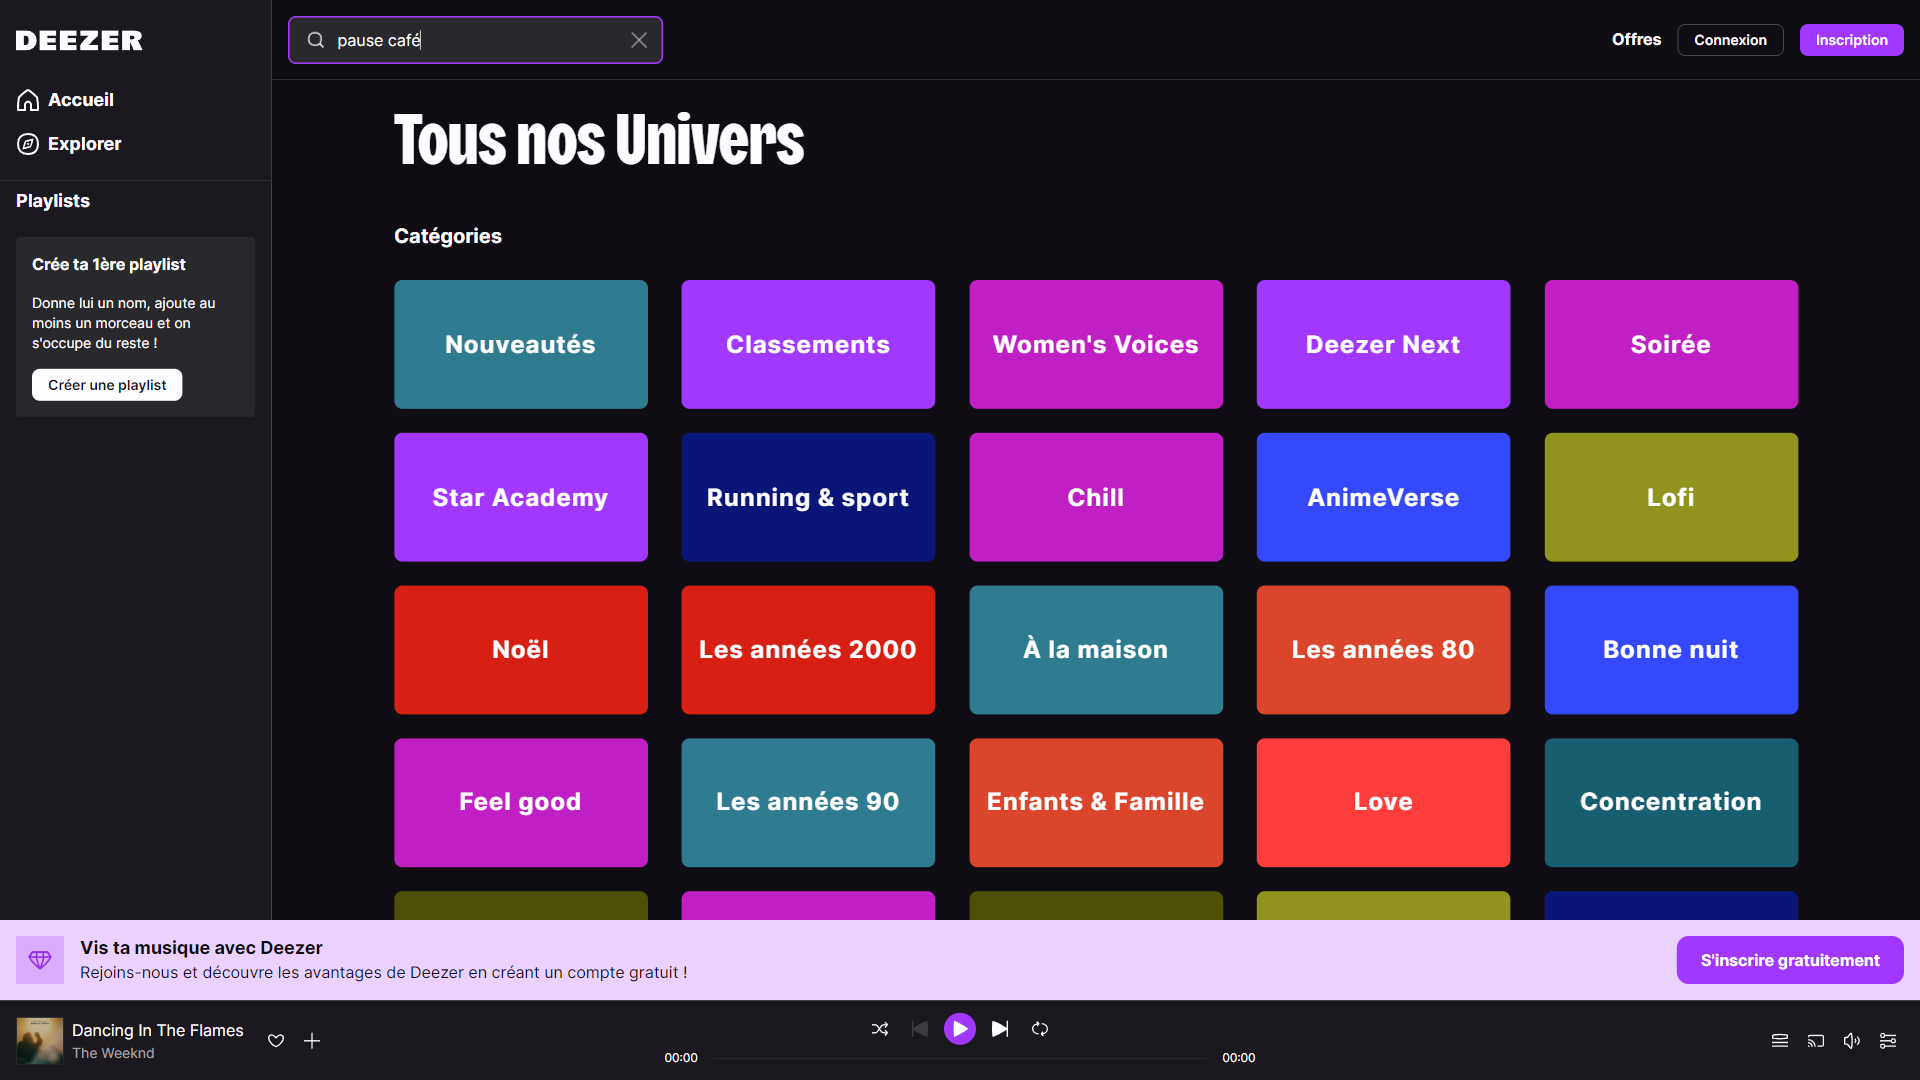 DEEZER
Accueil
Explorer
Playlists
Crée ta 1ère playlist
Donne lui un nom, ajoute au
moins un morceau et on
s'occupe du reste !
Créer une playlist
pause café
Offres
Connexion
Inscription
Tous nos Univers
Catégories
Nouveautés
Classements
Women's Voices
Deezer Next
Soirée
Star Academy
Running & sport
Chill
AnimeVerse
Lofi
Noël
Les années 2000
À la maison
Les années 80
Bonne nuit
Feel good
Les années 90
Enfants & Famille
Love
Concentration
Vis ta musique avec Deezer
Rejoins-nous et découvre les avantages de Deezer en créant un compte gratuit !
S'inscrire gratuitement
Dancing In The Flames
The Weeknd
00:00
00:00